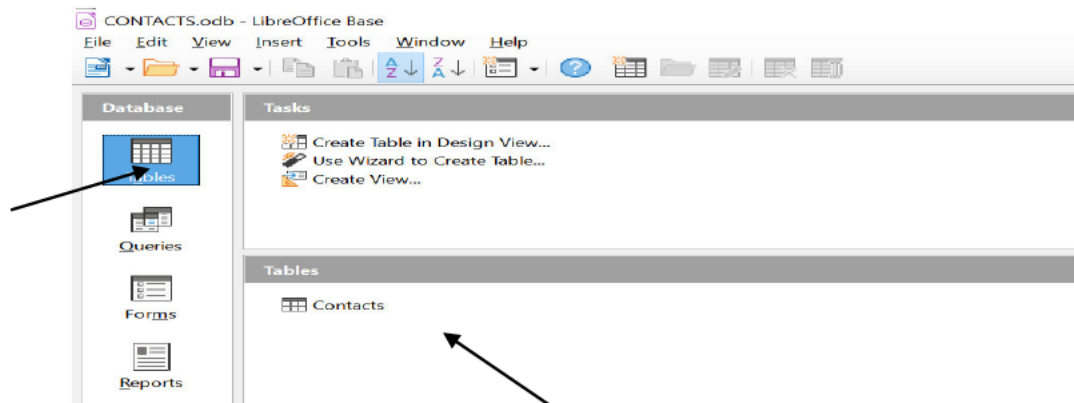 CONTACTS.odb - LibreOffice Base
File Edit View Insert Tools Window Help
Database
Tasks
Create Table in Design View...
Use Wizard to Create Table...
Create View...
Tables
Queries
Forms
Reports
Tables
Contacts